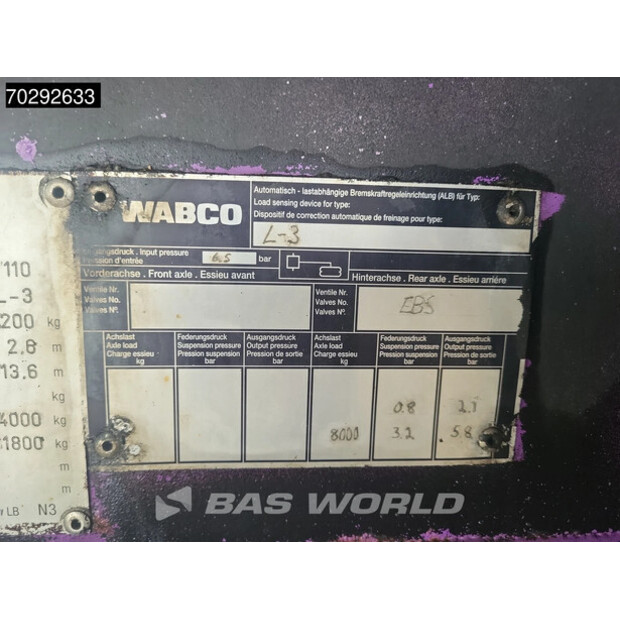 70292633
WABCO
Automatisch - lastabhängige Bremskraftregeleinrichtung (ALB) für Typ:
Load sensing device for type:
Dispositif de correction automatique de freinage pour type:
L-3
Input pressure
Pression d'entrée
6.5 bar
Vorderachse . Front axle . Essieu avant
Hinterachse . Rear axle . Essieu arriére
Ventile Nr.
Valves No.
Valves No.
Ventile Nr.
Valves No.
Valves No.
EBS
Achslast
Axle load
Charge essieu
kg
Federungsdruck
Suspension pressure
Pression suspension
bar
Ausgangsdruck
Output pressure
Pression de sortie
bar
Achslast
Axle load
Charge essieu
kg
Federungsdruck
Suspension pressure
Pression suspension
bar
Ausgangsdruck
Output pressure
Pression de sortie
bar
0.8
8000 3.2 5.8
110
L-3
200 kg
2.8 m
13.6 m
kg
4000 kg
1800 kg
m
m
LB N3
BAS WORLD